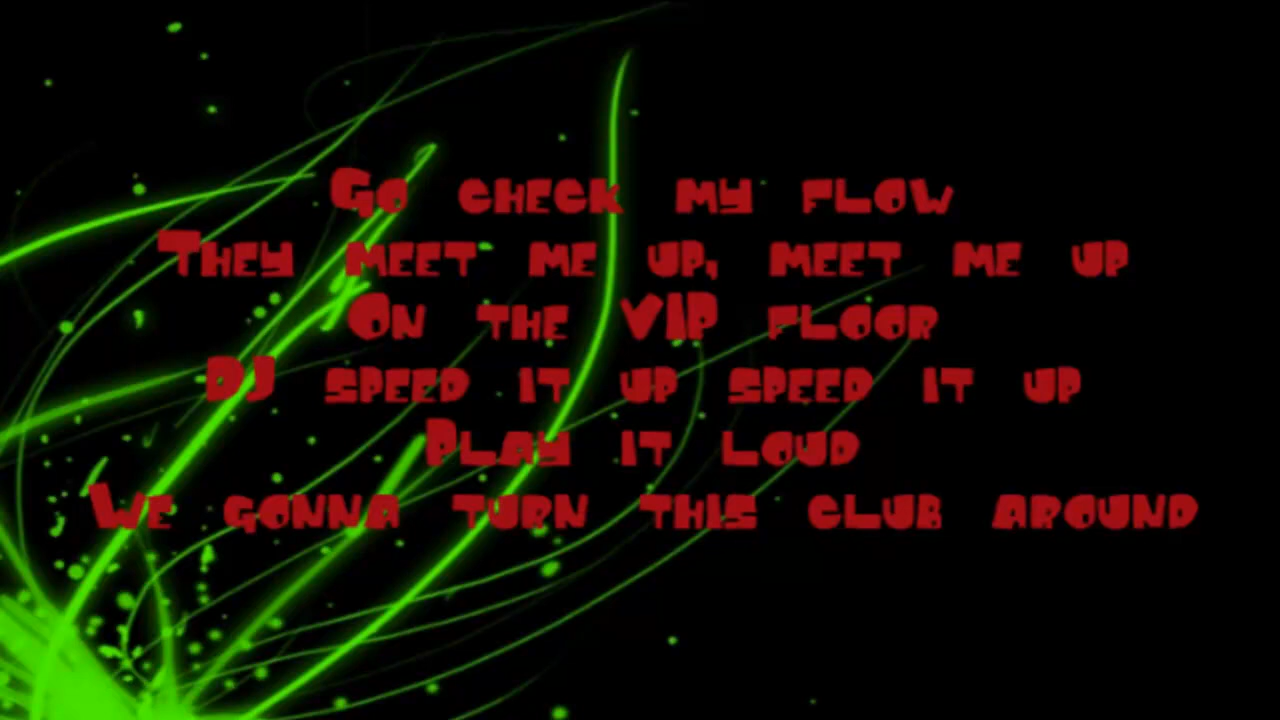 Go check my flow
They meet me up, meet me up
On the VIP floor
DJ speed it up speed it up
Play it loud
We gonna turn this club around